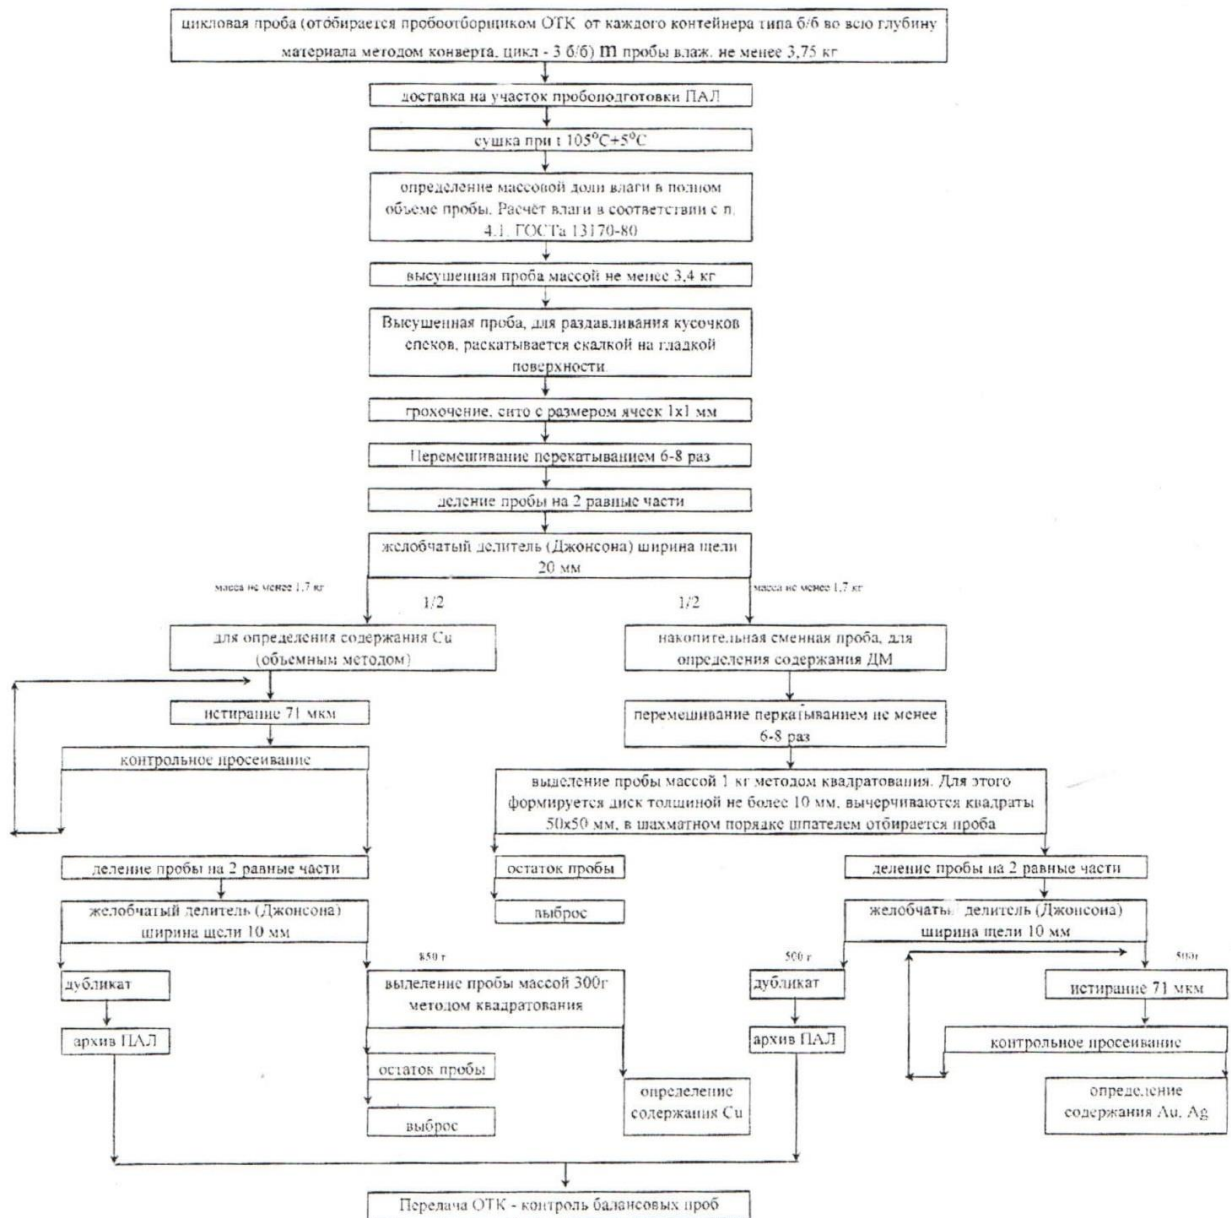 цикловая проба (отбирается пробоотборщиком ОТК от каждого контейнера типа б/б во всю глубину
материала методом конверта, цикл - 3 б/б) m пробы влаж. не менее 3,75 кг
доставка на участок пробоподготовки ПАЛ
сушка при t 105°С+5°С
определение массовой доли влаги в полном
объеме пробы. Расчёт влаги в соответствии с п.
4.1. ГОСТа 13170-80
высушенная проба массой не менее 3,4 кг
Высушенная проба, для раздавливания кусочков
спеков, раскатывается скалкой на гладкой
поверхности
грохочение, сито с размером ячеек 1х1 мм
Перемешивание перекатыванием 6-8 раз
деление пробы на 2 равные части
желобчатый делитель (Джонсона) ширина щели
20 мм
масса не менее 1,7 кг
масса не менее 1,7 кг
1/2
1/2
для определения содержания Cu
(объемным методом)
накопительная сменная проба, для
определения содержания ДМ
истирание 71 мкм
перемешивание перкатыванием не менее
6-8 раз
контрольное просеивание
выделение пробы массой 1 кг методом квадратования. Для этого
формируется диск толщиной не более 10 мм, вычерчиваются квадраты
50х50 мм, в шахматном порядке шпателем отбирается проба
деление пробы на 2 равные части
остаток пробы
деление пробы на 2 равные части
желобчатый делитель (Джонсона)
ширина щели 10 мм
выброс
желобчатый делитель (Джонсона)
ширина щели 10 мм
850 г
500 г
500г
дубликат
выделение пробы массой 300г
методом квадратования
дубликат
истирание 71 мкм
архив ПАЛ
архив ПАЛ
контрольное просеивание
остаток пробы
определение
содержания Cu
определение
содержания Au, Ag
выброс
Передача ОТК - контроль балансовых проб